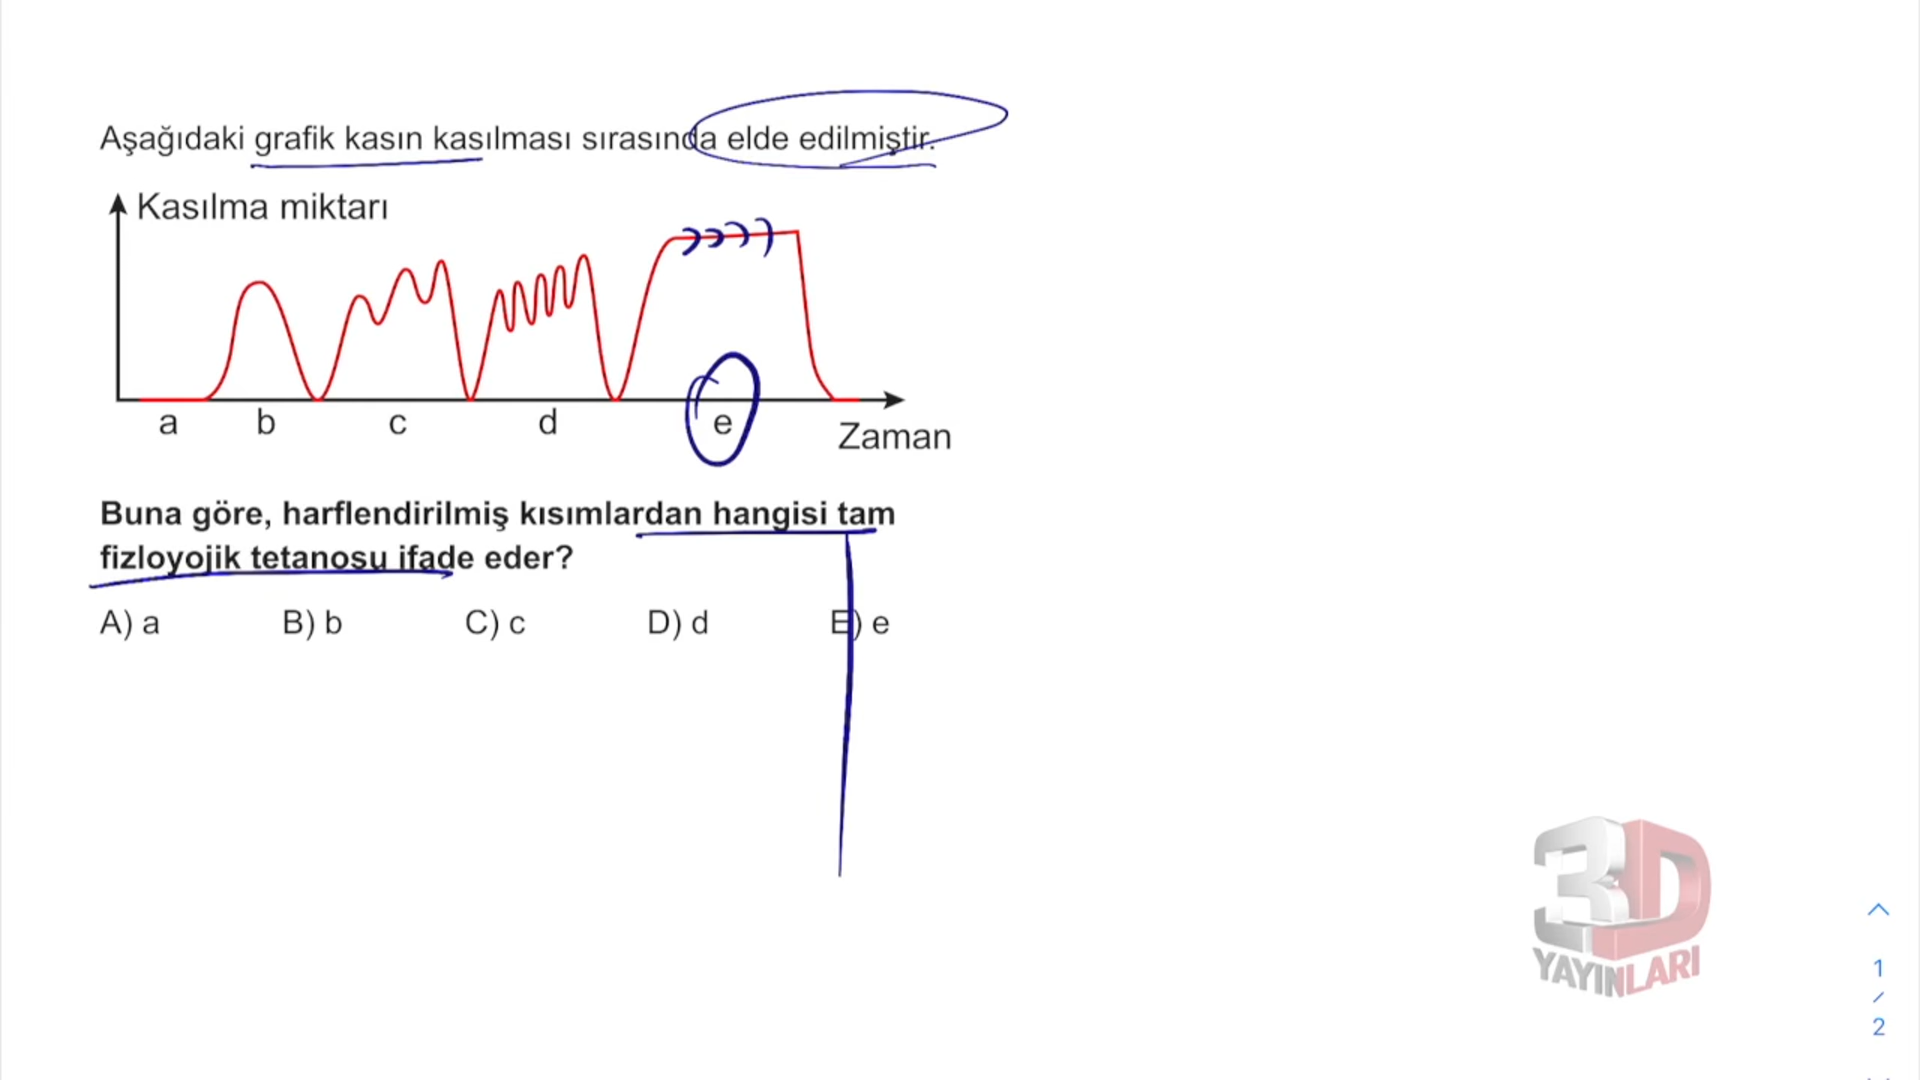 Aşağıdaki grafik kasın kasılması sırasında elde edilmiştir.
Kasılma miktarı
a b c d e
Zaman
Buna göre, harflendirilmiş kısımlardan hangisi tam
fizloyojik tetanosu ifade eder?
A) a B) b C) c D) d E) e
3D
YAYINLARI
1
/
2